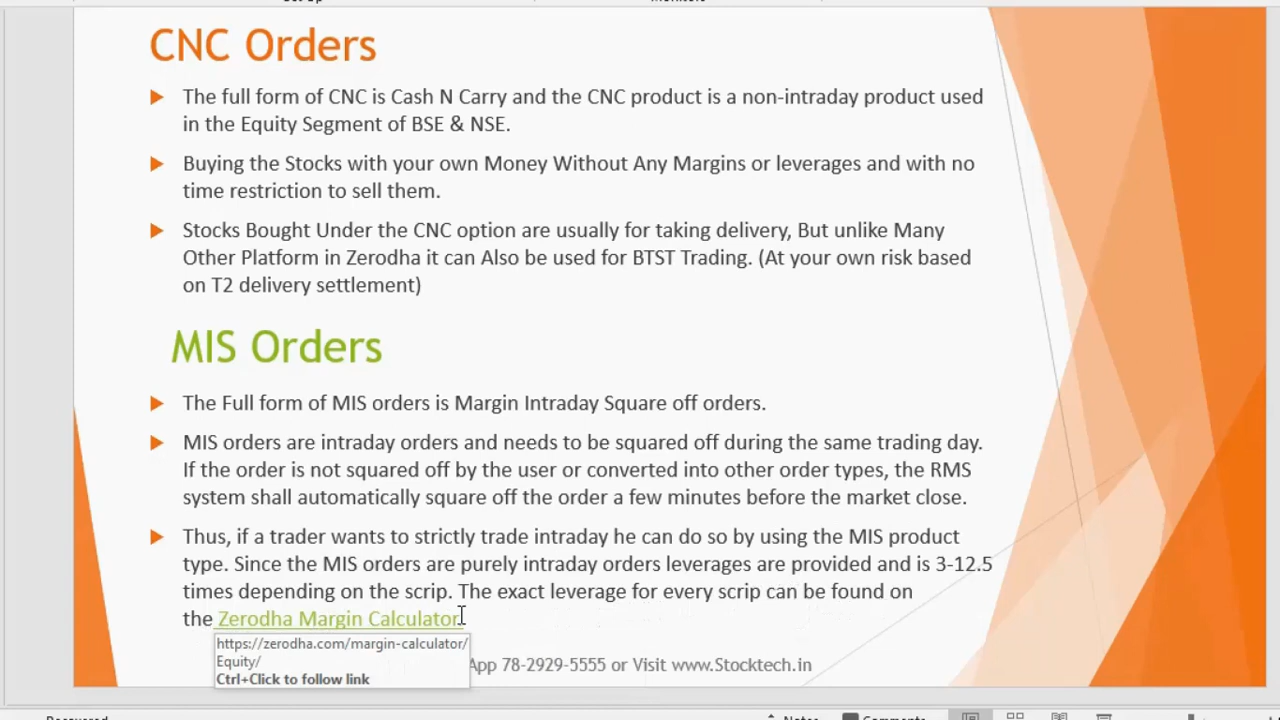 CNC Orders
The full form of CNC is Cash N Carry and the CNC product is a non-intraday product used
in the Equity Segment of BSE & NSE.
Buying the Stocks with your own Money Without Any Margins or leverages and with no
time restriction to sell them.
Stocks Bought Under the CNC option are usually for taking delivery, But unlike Many
Other Platform in Zerodha it can Also be used for BTST Trading. (At your own risk based
on T2 delivery settlement)
MIS Orders
The Full form of MIS orders is Margin Intraday Square off orders.
MIS orders are intraday orders and needs to be squared off during the same trading day.
If the order is not squared off by the user or converted into other order types, the RMS
system shall automatically square off the order a few minutes before the market close.
Thus, if a trader wants to strictly trade intraday he can do so by using the MIS product
type. Since the MIS orders are purely intraday orders leverages are provided and is 3-12.5
times depending on the scrip. The exact leverage for every scrip can be found on
the Zerodha Margin Calculator.
https://zerodha.com/margin-calculator/
Equity/
Ctrl+Click to follow link
App 78-2929-5555 or Visit www.Stocktech.in